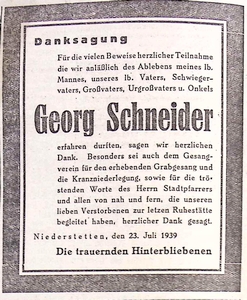 Danksagung
Für die vielen Beweise herzlicher Teilnahme
die wir anläßlich des Ablebens meines lb.
Mannes, unseres lb. Vaters, Schwieger-
vaters, Großvaters, Urgroßvaters u. Onkels
Georg Schneider
erfahren durften, sagen wir herzlichen
Dank. Besonders sei auch dem Gesang-
verein für den erhebenden Grabgesang und
die Kranzniederlegung, sowie für die trö-
stenden Worte des Herrn Stadtpfarrers
und allen von nah und fern, die unseren
lieben Verstorbenen zur letzen Ruhestätte
begleitet haben, herzlicher Dank gesagt.
Niederstetten, den 23. Juli 1939
Die trauernden Hinterbliebenen